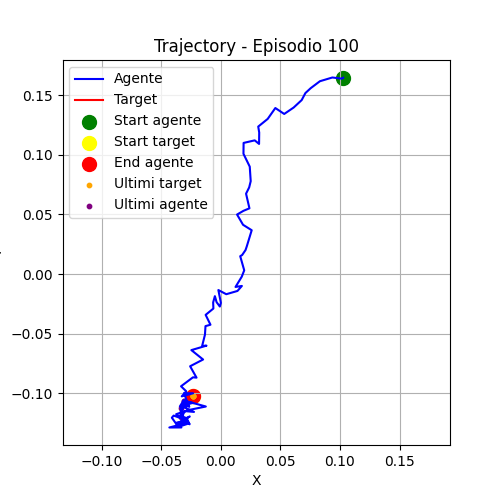 Trajectory - Episodio 100
Agente
Target
Start agente
Start target
End agente
Ultimi target
Ultimi agente
0.15
0.10
0.05
0.00
−0.05
−0.10
−0.10
−0.05
0.00
0.05
0.10
0.15
X